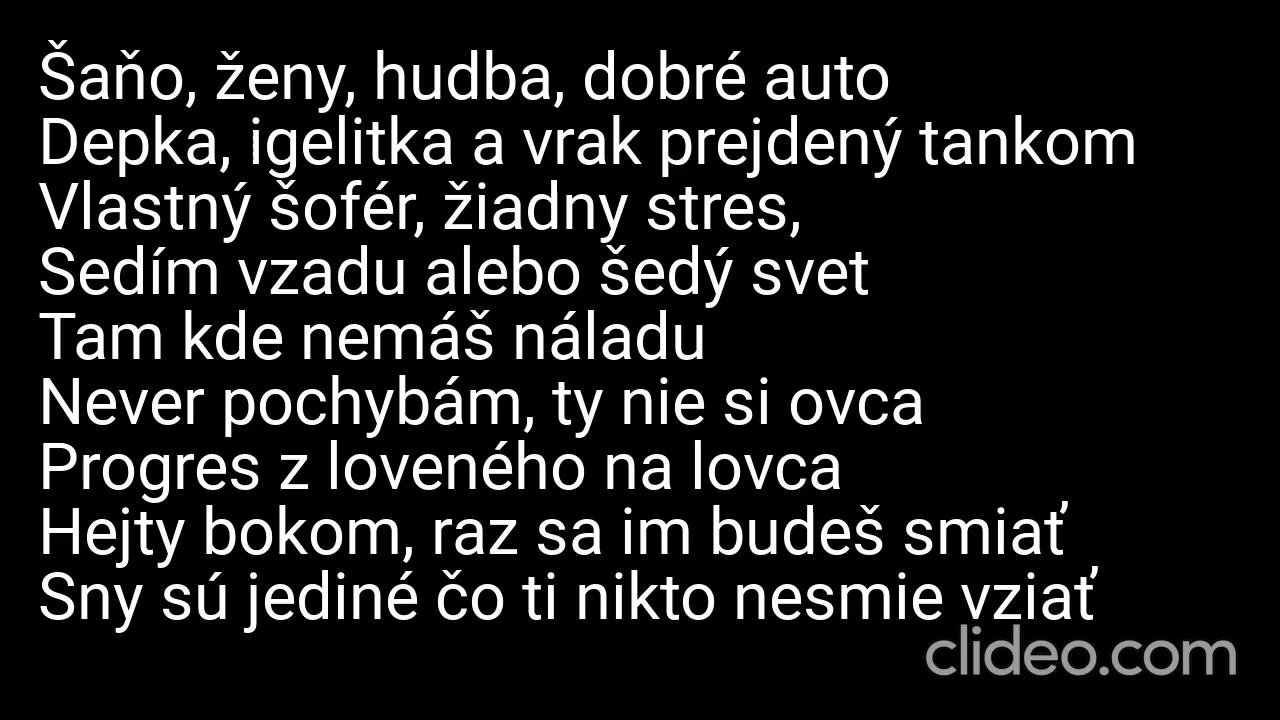 Šaňo, ženy, hudba, dobré auto
Depka, igelitka a vrak prejdený tankom
Vlastný šofér, žiadny stres,
Sedím vzadu alebo šedý svet
Tam kde nemáš náladu
Never pochybám, ty nie si ovca
Progres z loveného na lovca
Hejty bokom, raz sa im budeš smiať
Sny sú jediné čo ti nikto nesmie vziať
clideo.com